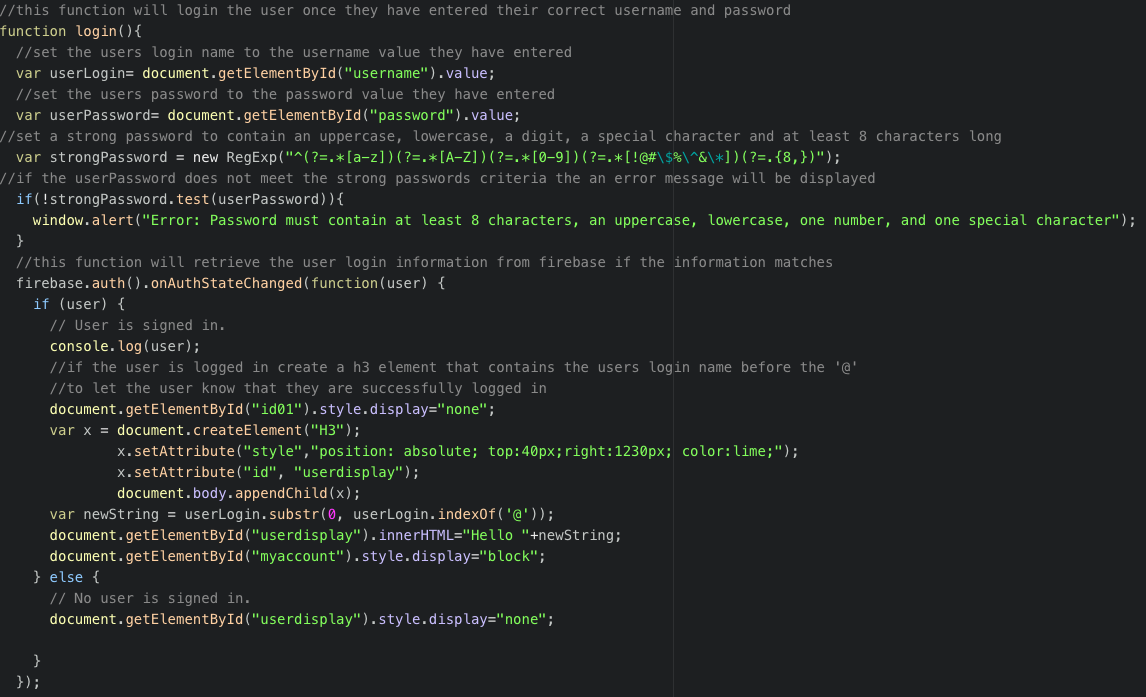 //this function will login the user once they have entered their correct username and password
function login(){
  //set the users login name to the username value they have entered
  var userLogin= document.getElementById("username").value;
  //set the users password to the password value they have entered
  var userPassword= document.getElementById("password").value;
//set a strong password to contain an uppercase, lowercase, a digit, a special character and at least 8 characters long
  var strongPassword = new RegExp("^(?=.*[a-z])(?=.*[A-Z])(?=.*[0-9])(?=.*[!@#\$%\^&\*])(?=.{8,})");
//if the userPassword does not meet the strong passwords criteria the an error message will be displayed
  if(!strongPassword.test(userPassword)){
    window.alert("Error: Password must contain at least 8 characters, an uppercase, lowercase, one number, and one special character");
  }
  //this function will retrieve the user login information from firebase if the information matches
  firebase.auth().onAuthStateChanged(function(user) {
    if (user) {
      // User is signed in.
      console.log(user);
      //if the user is logged in create a h3 element that contains the users login name before the '@'
      //to let the user know that they are successfully logged in
      document.getElementById("id01").style.display="none";
      var x = document.createElement("H3");
              x.setAttribute("style","position: absolute; top:40px;right:1230px; color:lime;");
              x.setAttribute("id", "userdisplay");
              document.body.appendChild(x);
      var newString = userLogin.substr(0, userLogin.indexOf('@'));
      document.getElementById("userdisplay").innerHTML="Hello "+newString;
      document.getElementById("myaccount").style.display="block";
    } else {
      // No user is signed in.
      document.getElementById("userdisplay").style.display="none";

    }
  });